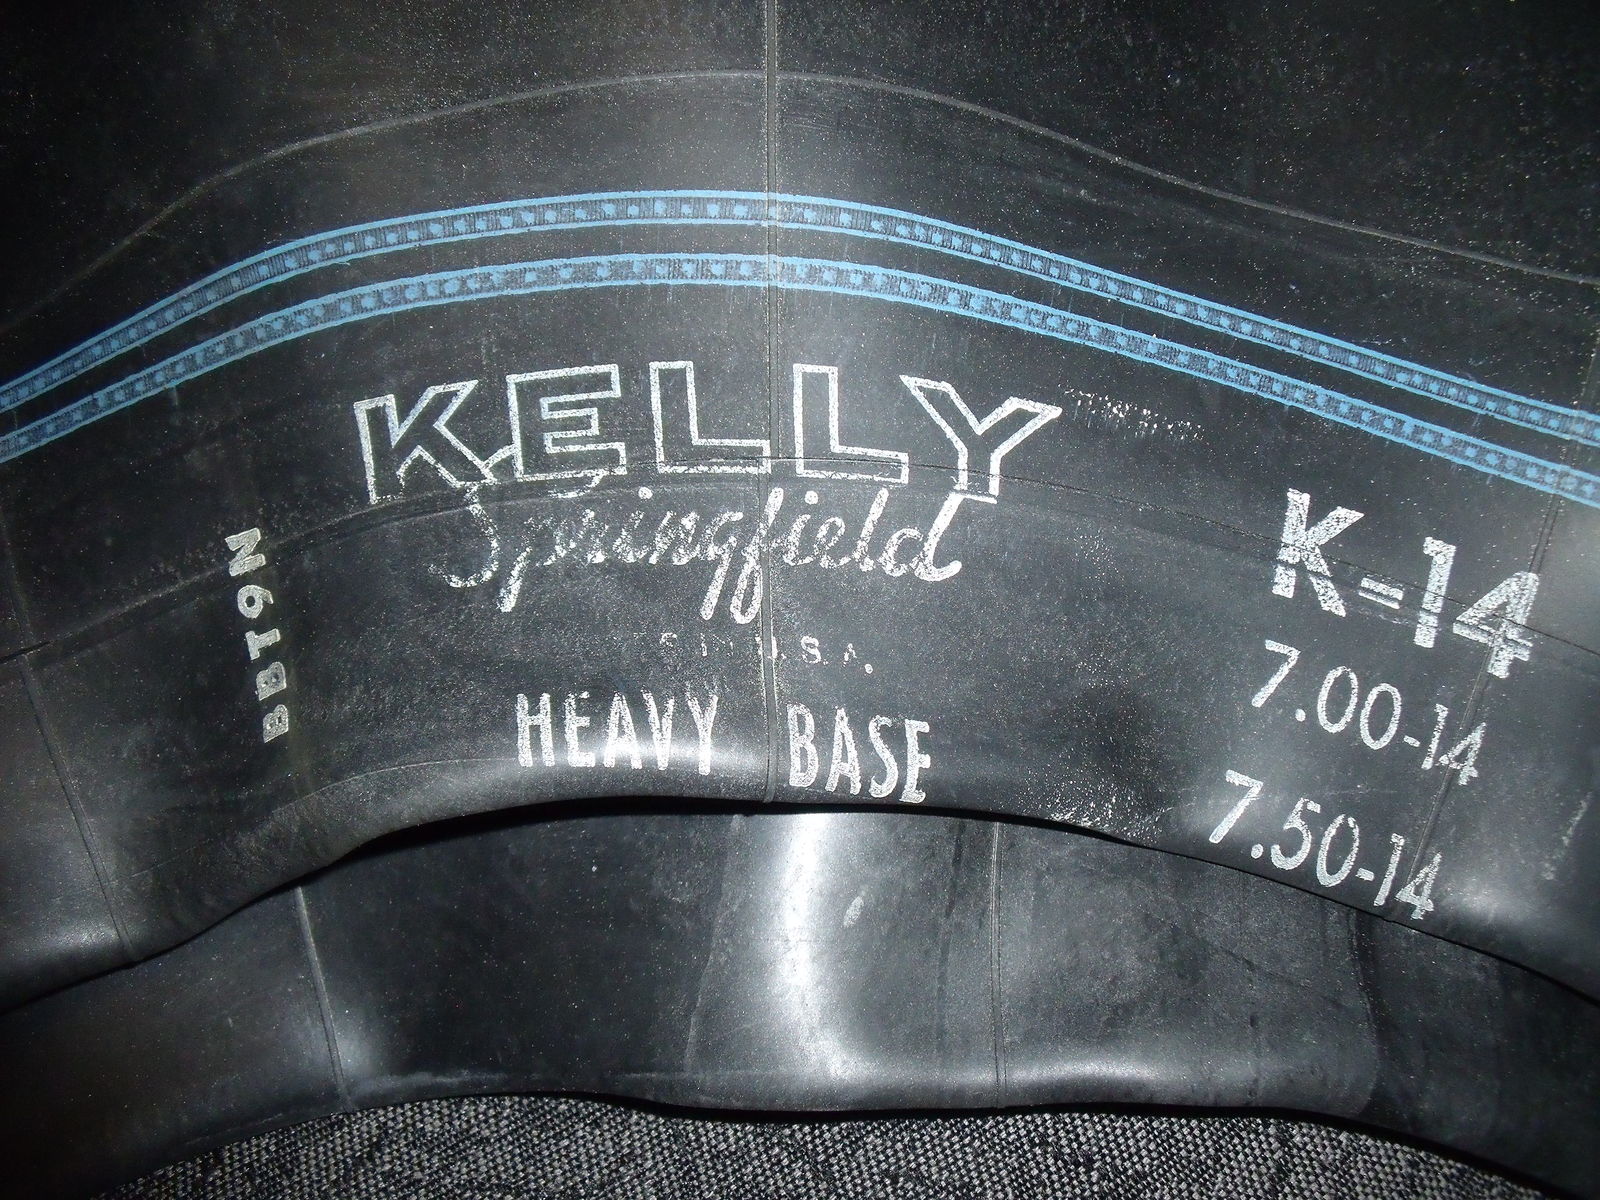 KELLY
Springfield
U.S.A.
HEAVY BASE
BBT9N
K-14
7.00-14
7.50-14